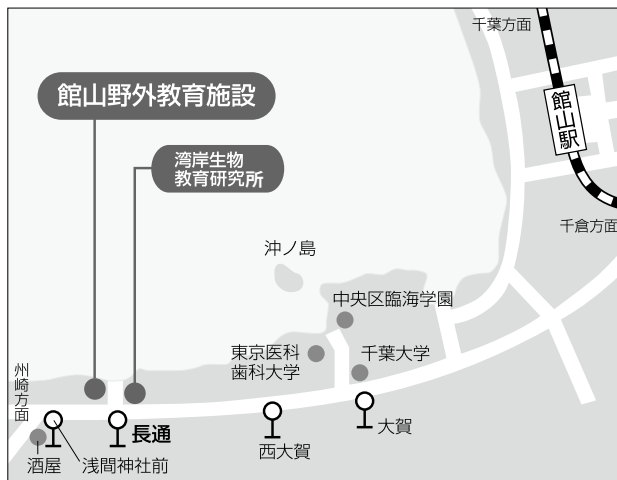 千葉方面
館山野外教育施設
館山駅
湾岸生物
教育研究所
千倉方面
沖ノ島
中央区臨海学園
東京医科
歯科大学
千葉大学
州崎方面
大賀
長通
西大賀
酒屋
浅間神社前